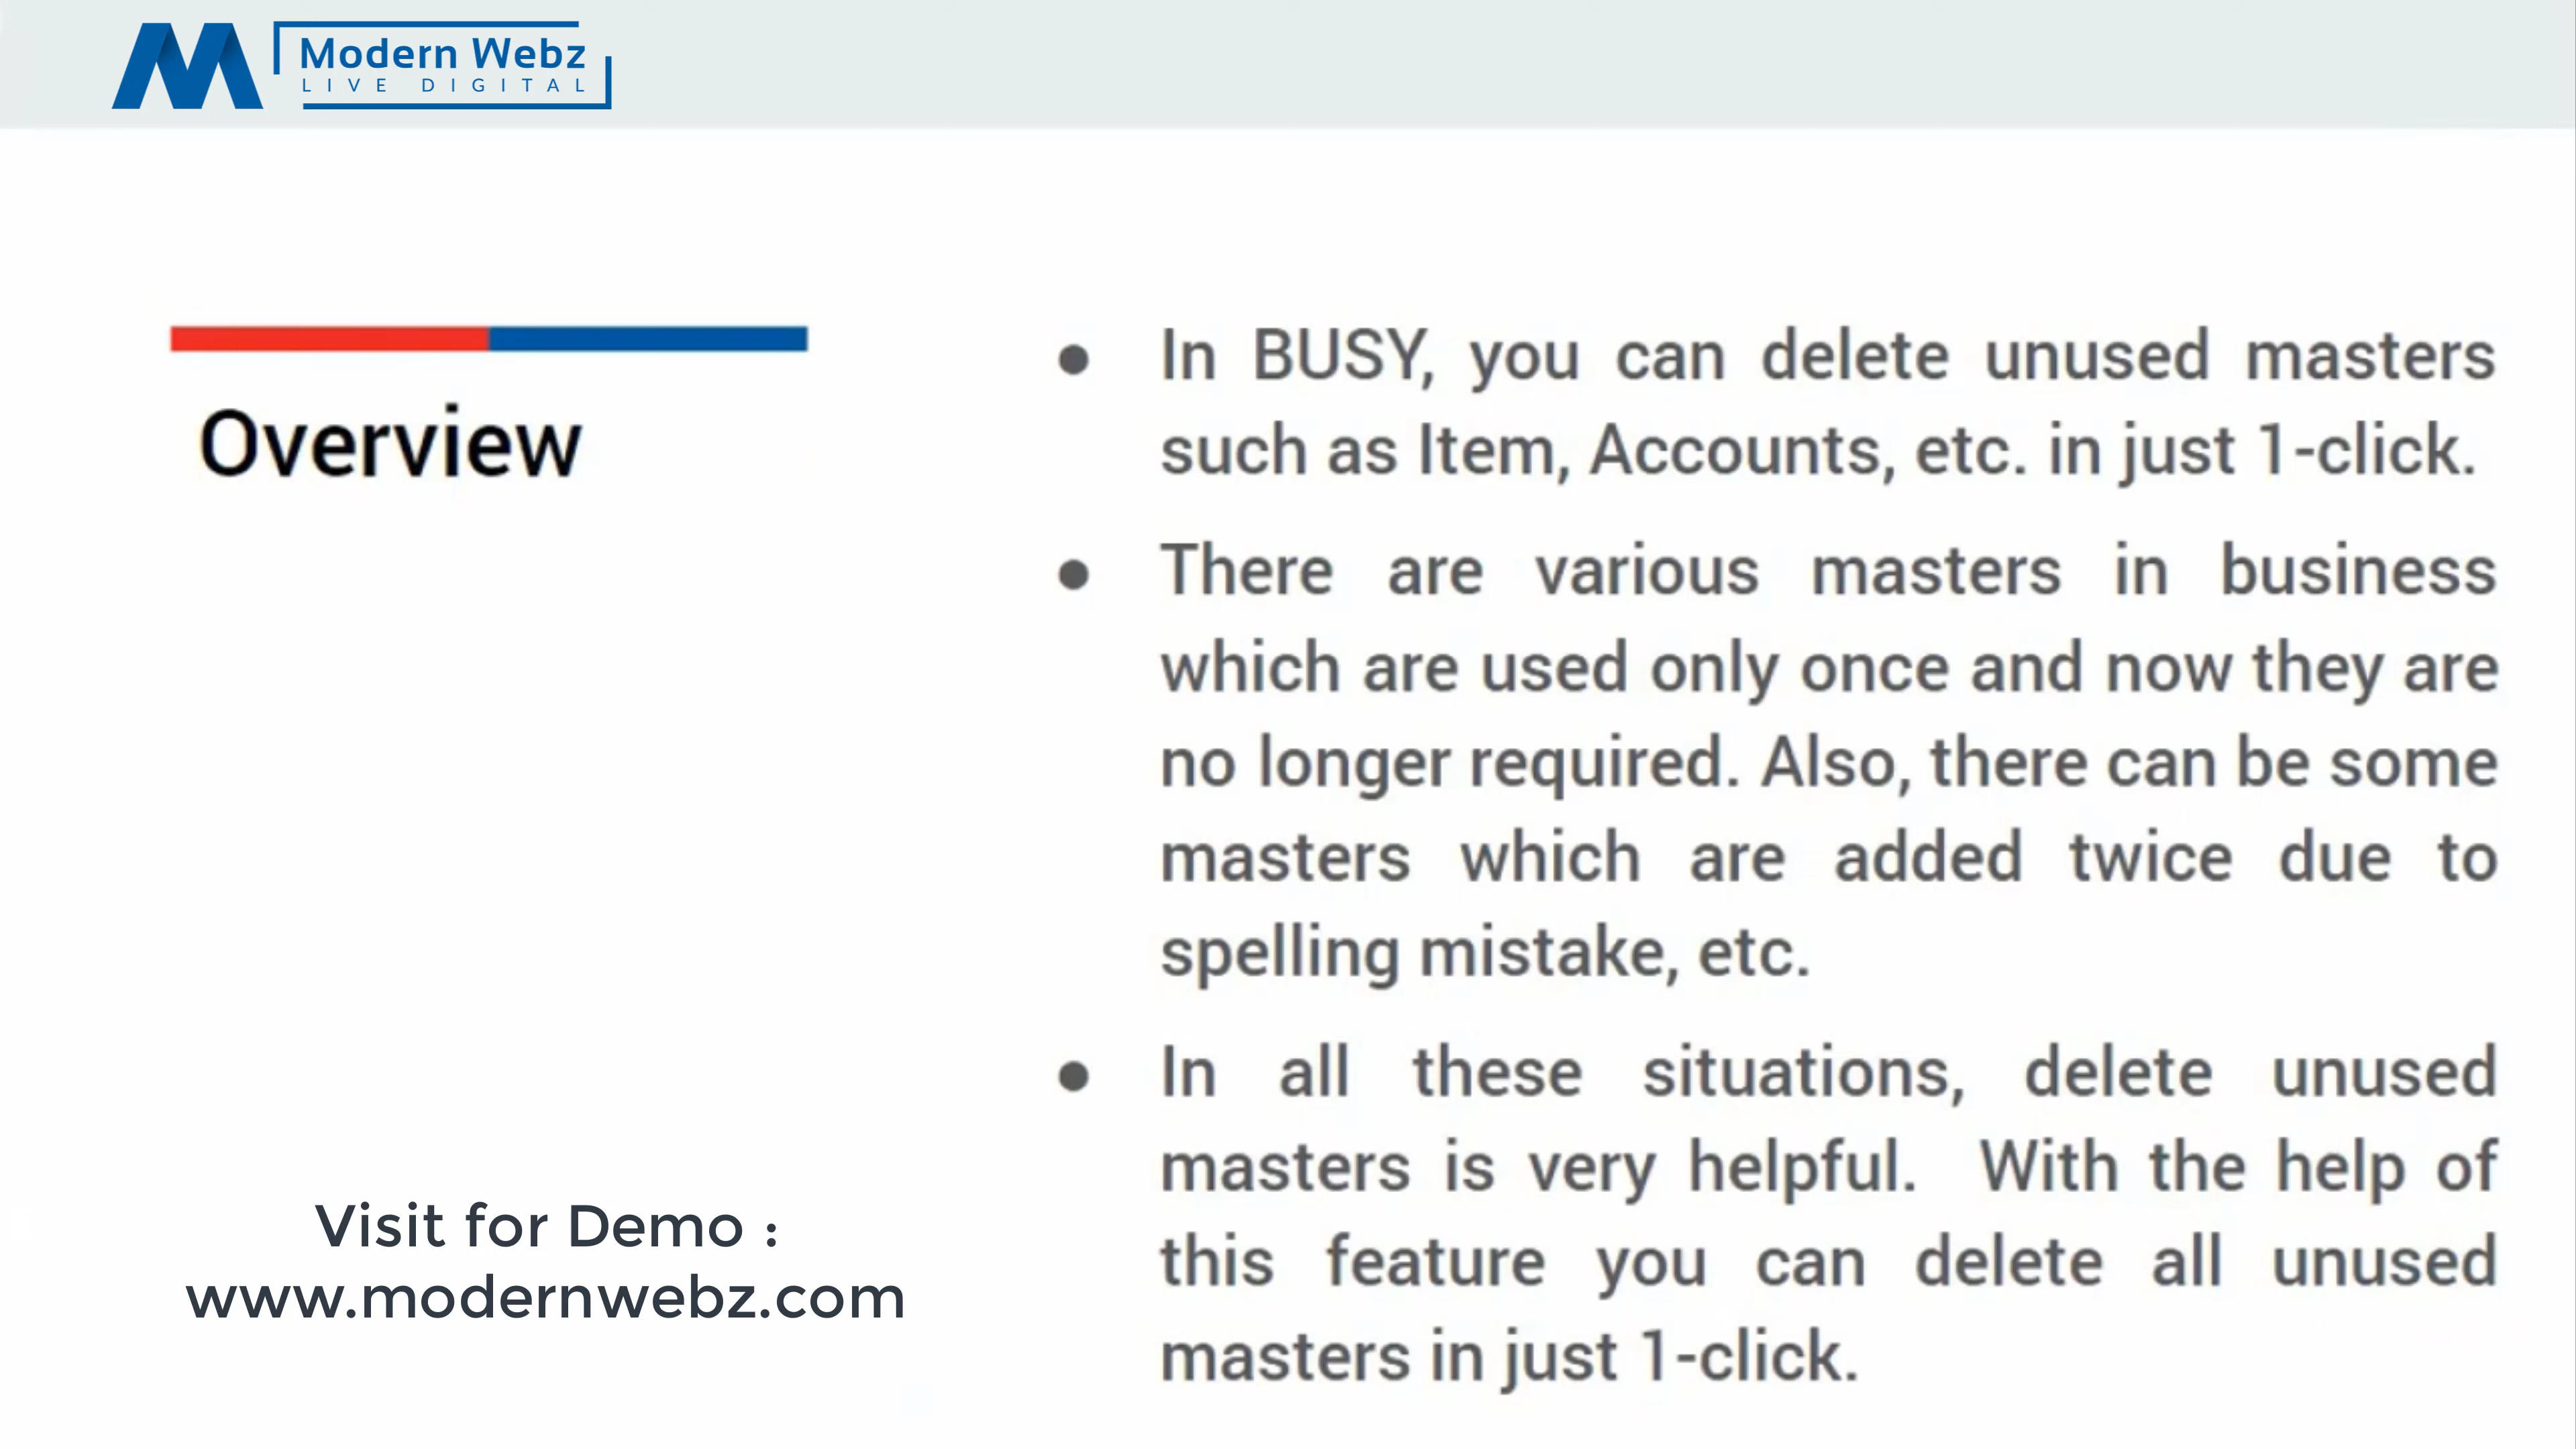 Modern Webz
LIVE DIGITAL
Overview
● In BUSY, you can delete unused masters
such as Item, Accounts, etc. in just 1-click.
● There are various masters in business
which are used only once and now they are
no longer required. Also, there can be some
masters which are added twice due to
spelling mistake, etc.
● In all these situations, delete unused
masters is very helpful. With the help of
this feature you can delete all unused
masters in just 1-click.
Visit for Demo :
www.modernwebz.com